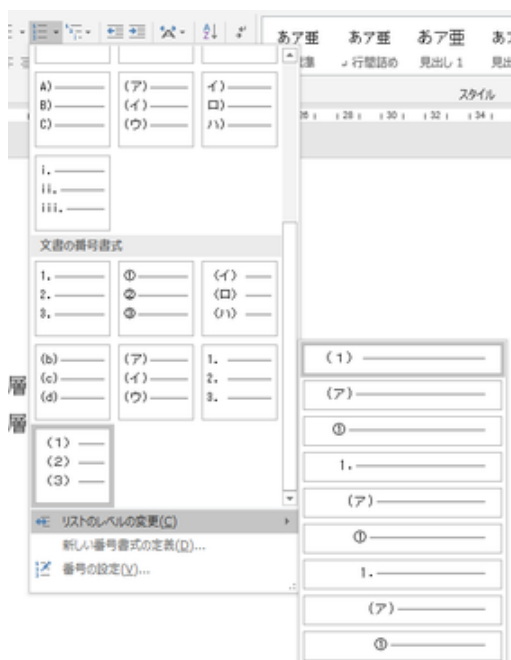 あア亜 あア亜 あア亜
行間詰め 見出し 1
スタイル
28 30 32 34
A) (ア) イ)
B) (イ) ロ)
C) (ウ) ハ)
i.
ii.
iii.
文書の番号書式
1. ① (イ)
2. ② (ロ)
3. ③ (ハ)
(b) (ア) 1.
(c) (イ) 2.
(d) (ウ) 3.
層
層
(1)
(2)
(3)
リストのレベルの変更(C)
新しい番号書式の定義(D)...
番号の設定(V)...
(1)
(ア)
①
1.
(ア)
①
1.
(ア)
①